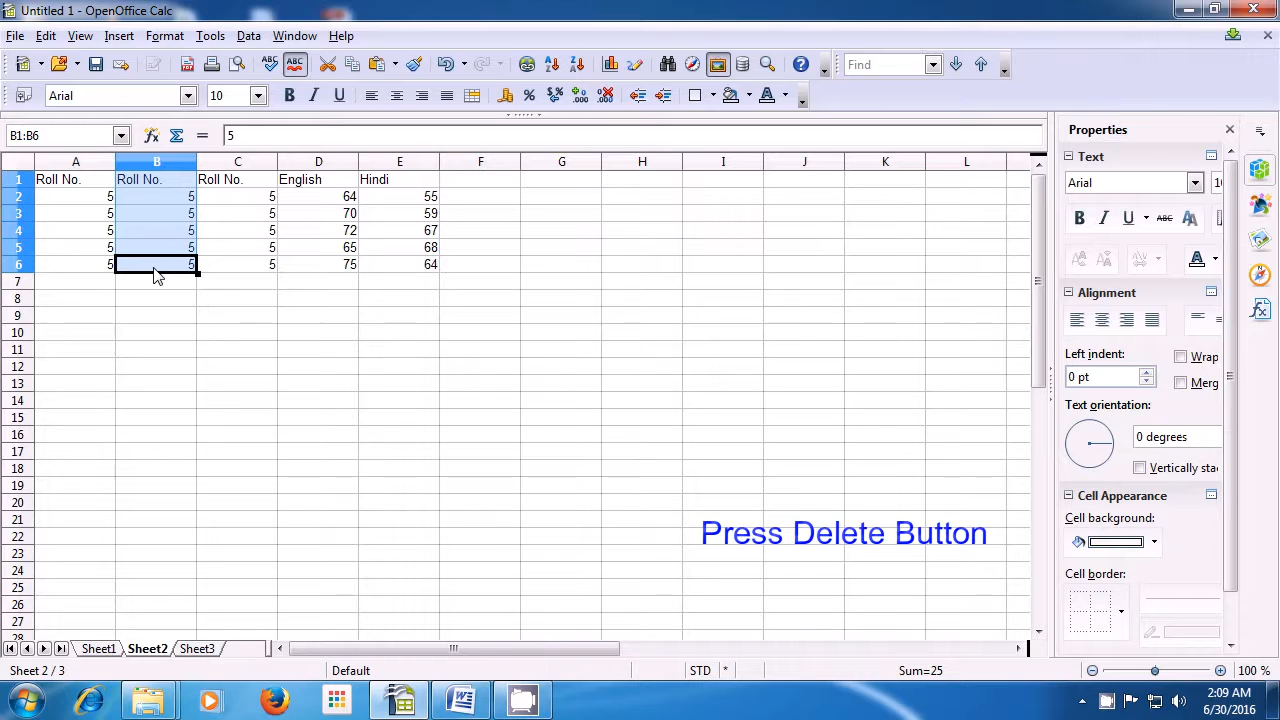 Untitled 1 - OpenOffice Calc
File Edit View Insert Format Tools Data Window Help
Find
Arial 10
B1:B6 5
A B C D E F G H I J K L
1 Roll No. Roll No. Roll No. English Hindi
2 5 5 5 64 55
3 5 5 5 70 59
4 5 5 5 72 67
5 5 5 5 65 68
6 5 5 5 75 64
7
8
9
10
11
12
13
14
15
16
17
18
19
20
21
22
23
24
25
26
27
28
Press Delete Button
Properties
Text
Arial
Alignment
Left indent:
Wrap
0 pt
Merg
Text orientation:
0 degrees
Vertically sta
Cell Appearance
Cell background:
Cell border:
Sheet1 Sheet2 Sheet3
Sheet 2 / 3 Default STD * Sum=25 100 %
2:09 AM
6/30/2016